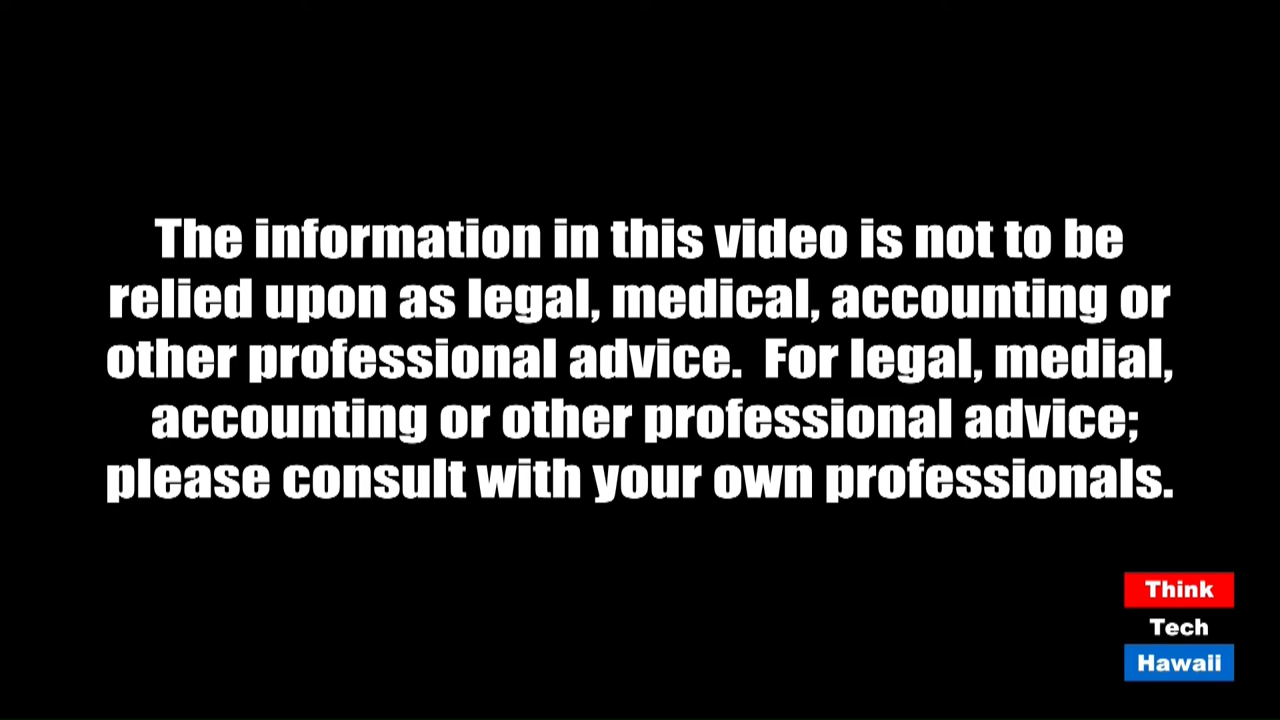 The information in this video is not to be
relied upon as legal, medical, accounting or
other professional advice.  For legal, medial,
accounting or other professional advice;
please consult with your own professionals.
Think
Tech
Hawaii